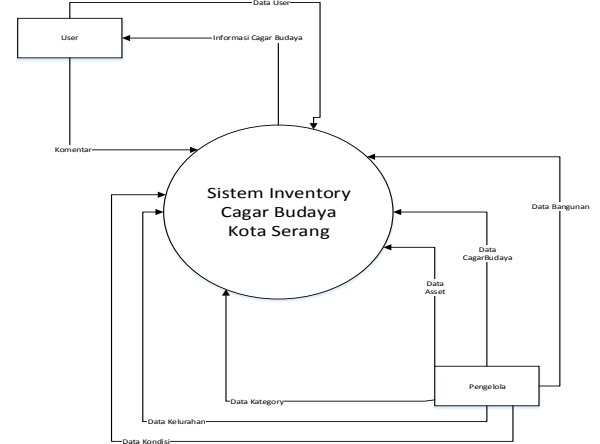 Data User
User
Informasi Cagar Budaya
Komentar
Sistem Inventory
Cagar Budaya
Kota Serang
Data Bangunan
Data
CagarBudaya
Data
Asset
Pengelola
Data Kategory
Data Kelurahan
Data Kondisi